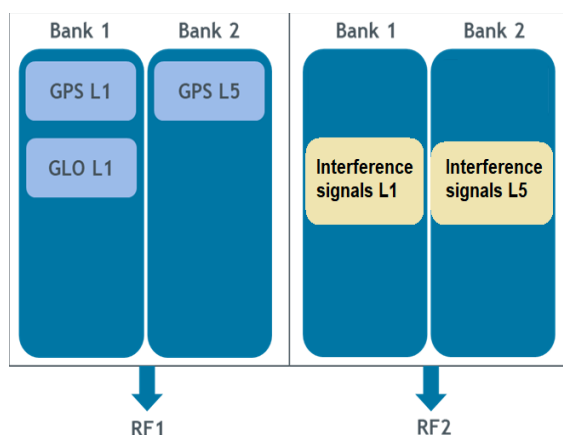 Bank 1 Bank 2 Bank 1 Bank 2
GPS L1 GPS L5
GLO L1
Interference
signals L1
Interference
signals L5
RF1 RF2